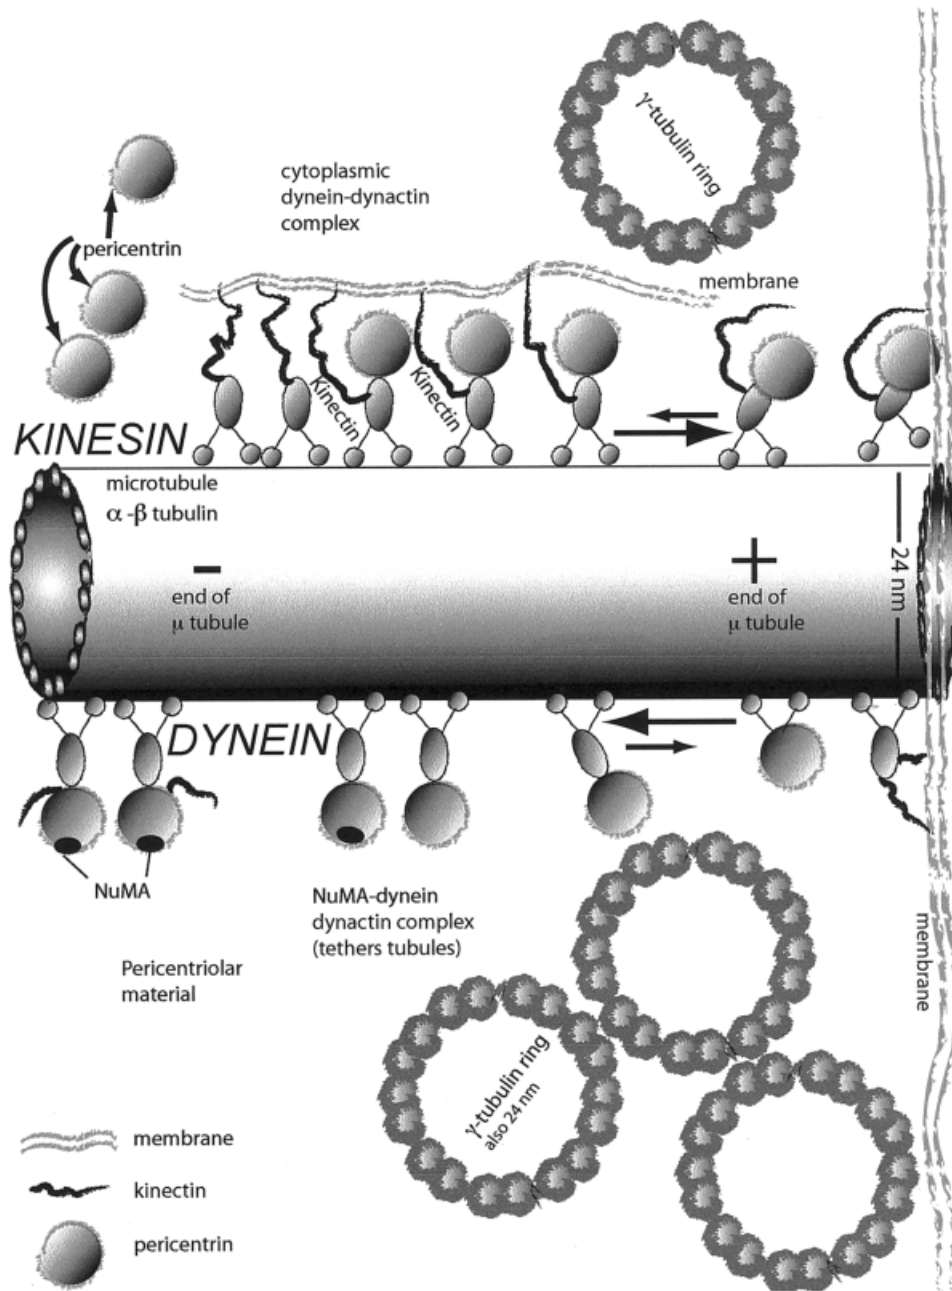 γ-tubulin ring
cytoplasmic
dynein-dynactin
complex
pericentrin
membrane
Kinectin
Kinectin
KINESIN
microtubule
α-β tubulin
-
+
end of
μ tubule
end of
μ tubule
24 nm
DYNEIN
NuMA
NuMA-dynein
dynactin complex
(tethers tubules)
Pericentriolar
material
membrane
γ-tubulin ring
also 24 nm
membrane
kinectin
pericentrin